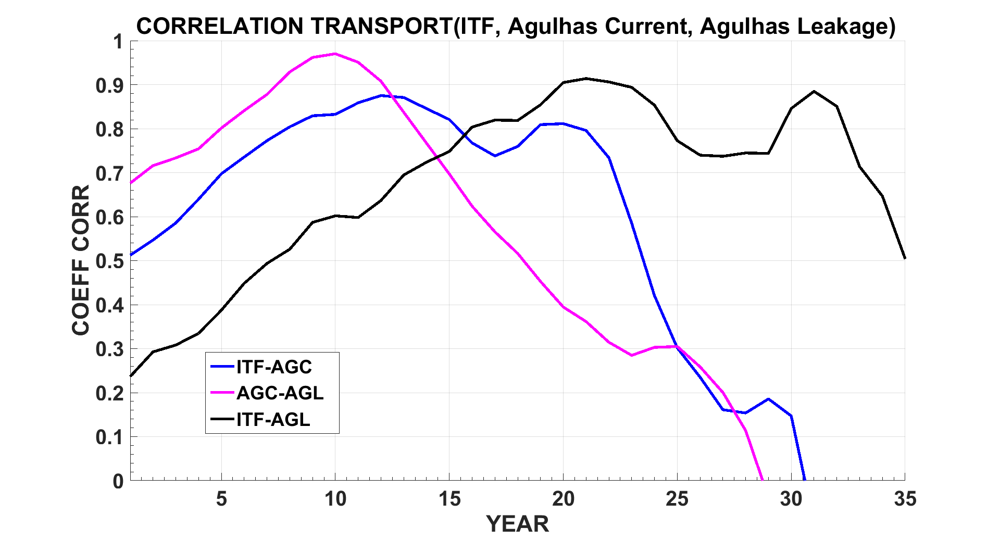 CORRELATION TRANSPORT(ITF, Agulhas Current, Agulhas Leakage)
1
0.9
0.8
0.7
0.6
0.5
0.4
0.3
0.2
0.1
0
COEFF CORR
ITF-AGC
AGC-AGL
ITF-AGL
5 10 15 20 25 30 35
YEAR